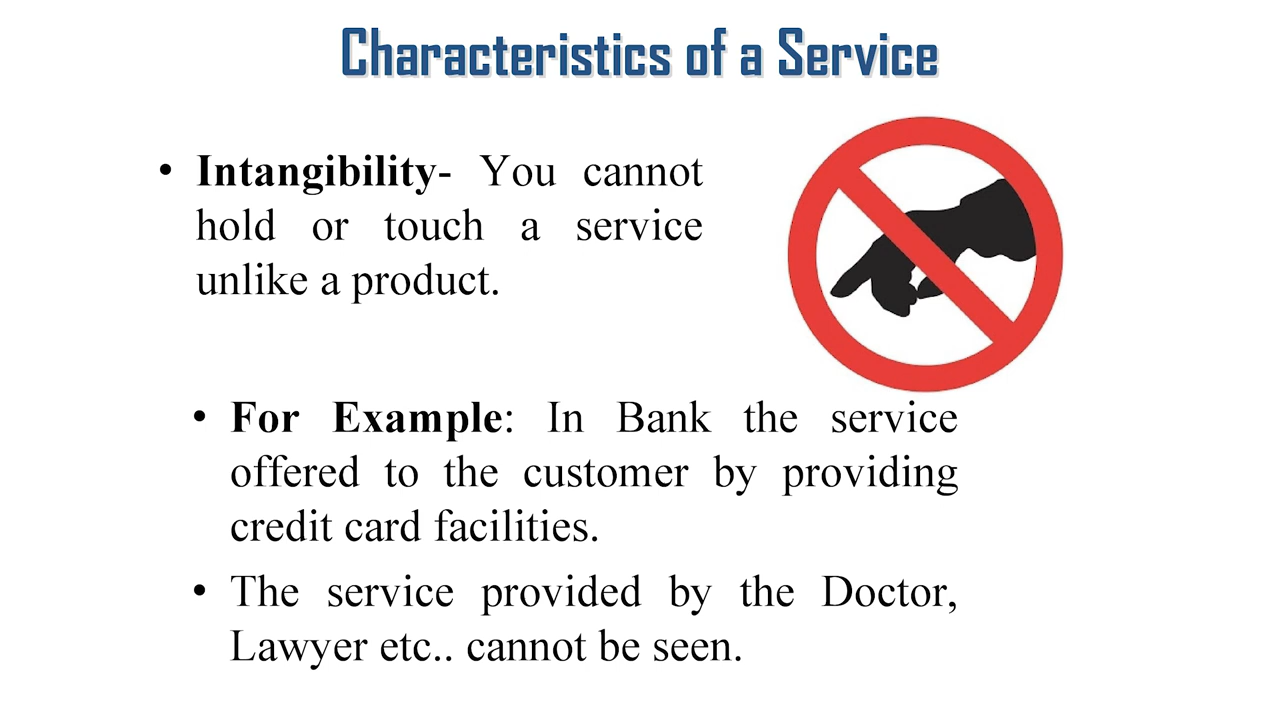 Characteristics of a Service
• Intangibility- You cannot
hold or touch a service
unlike a product.
• For Example: In Bank the service
offered to the customer by providing
credit card facilities.
• The service provided by the Doctor,
Lawyer etc.. cannot be seen.